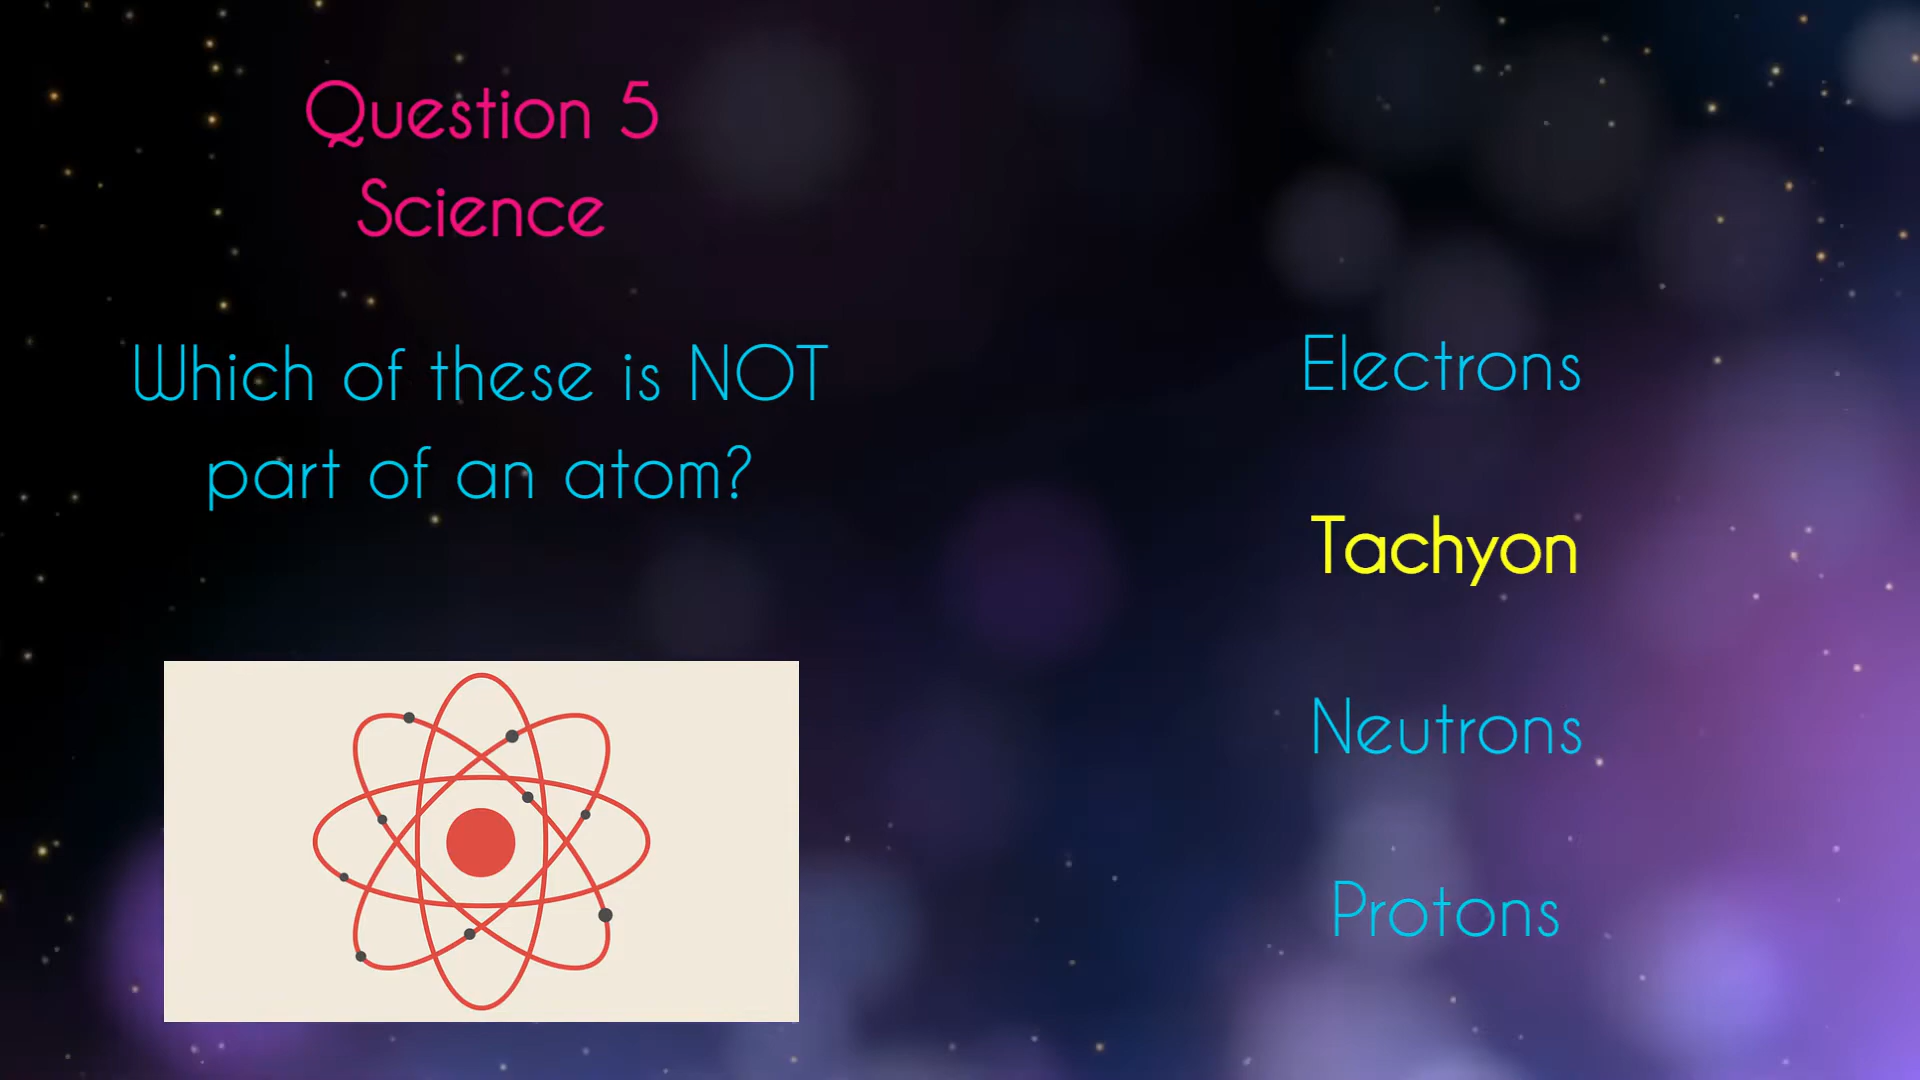 Question 5
Science
Which of these is NOT
part of an atom?
Electrons
Tachyon
Neutrons
Protons